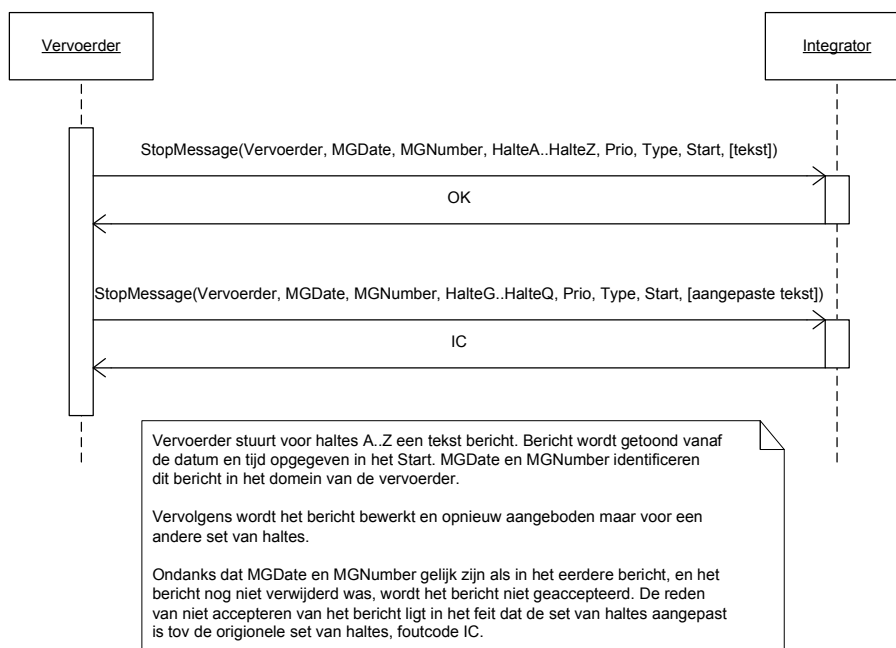 Vervoerder
Integrator
StopMessage(Vervoerder, MGDate, MGNumber, HalteA..HalteZ, Prio, Type, Start, [tekst])
OK
StopMessage(Vervoerder, MGDate, MGNumber, HalteG..HalteQ, Prio, Type, Start, [aangepaste tekst])
IC
Vervoerder stuurt voor haltes A..Z een tekst bericht. Bericht wordt getoond vanaf
de datum en tijd opgegeven in het Start. MGDate en MGNumber identificeren
dit bericht in het domein van de vervoerder.
Vervolgens wordt het bericht bewerkt en opnieuw aangeboden maar voor een
andere set van haltes.
Ondanks dat MGDate en MGNumber gelijk zijn als in het eerdere bericht, en het
bericht nog niet verwijderd was, wordt het bericht niet geaccepteerd. De reden
van niet accepteren van het bericht ligt in het feit dat de set van haltes aangepast
is tov de origionele set van haltes, foutcode IC.